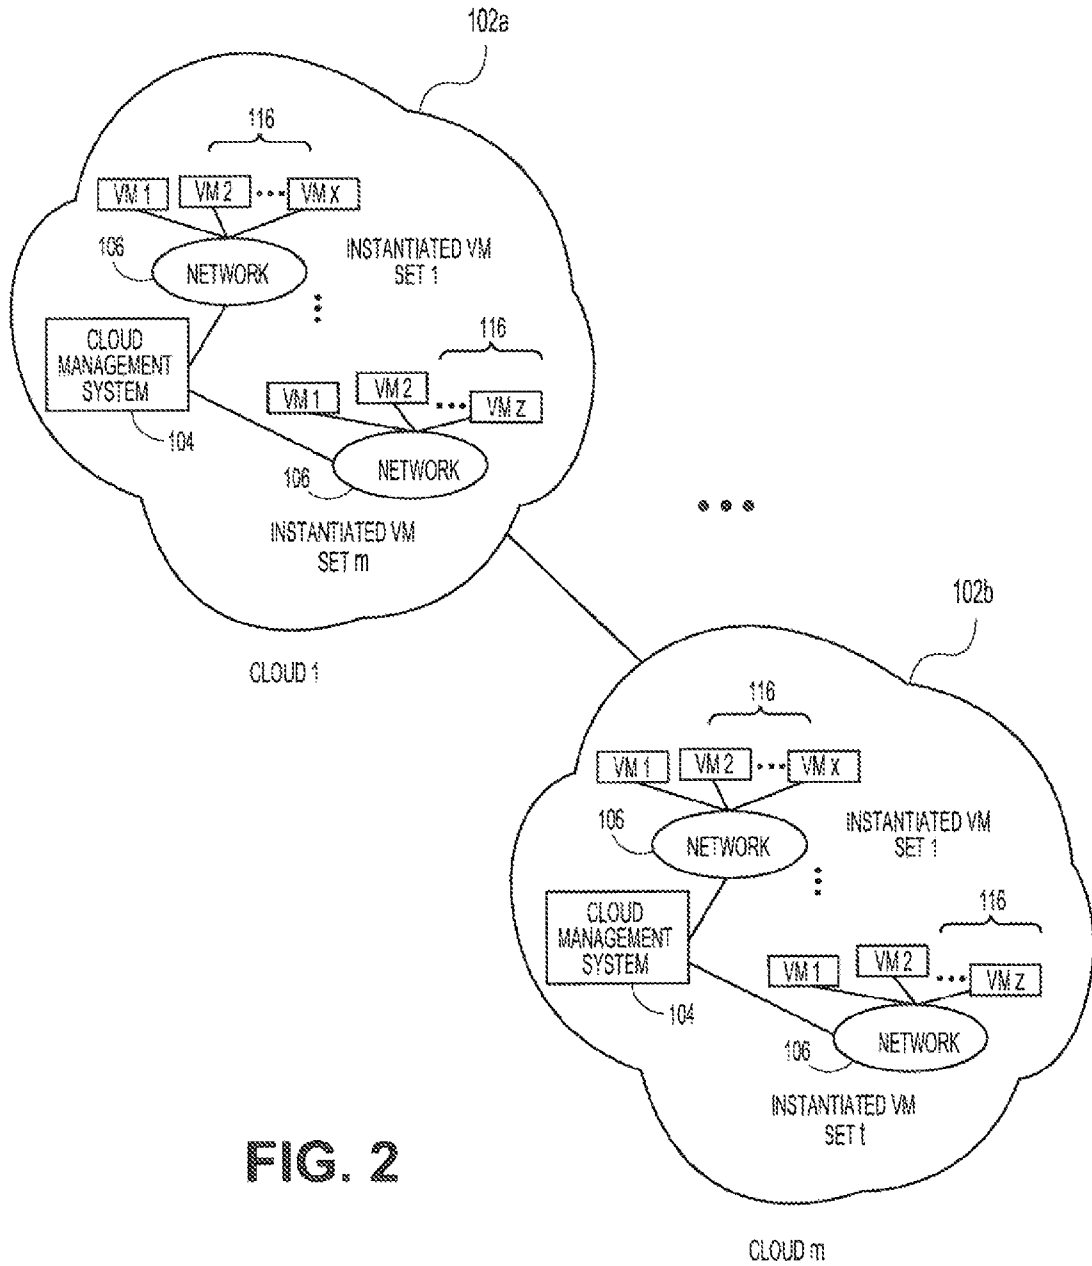 102a
116
VM 1
VM 2
VM X
106
NETWORK
INSTANTIATED VM
SET 1
CLOUD
MANAGEMENT
SYSTEM
104
116
VM 1
VM 2
VM Z
106
NETWORK
INSTANTIATED VM
SET m
CLOUD 1
102b
116
VM 1
VM 2
VM X
106
NETWORK
INSTANTIATED VM
SET 1
CLOUD
MANAGEMENT
SYSTEM
104
116
VM 1
VM 2
VM Z
106
NETWORK
INSTANTIATED VM
SET t
FIG. 2
CLOUD m